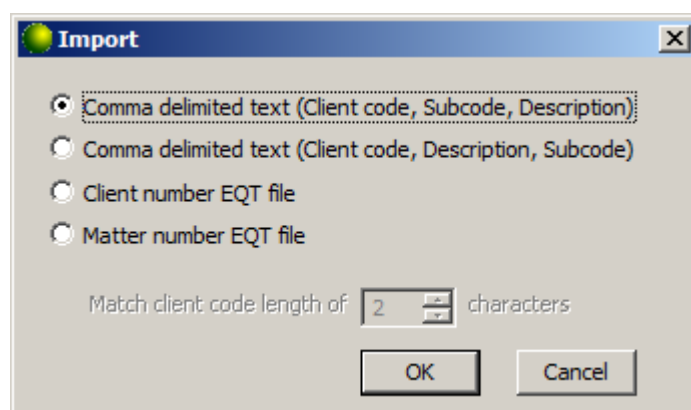 Import
Comma delimited text (Client code, Subcode, Description)
Comma delimited text (Client code, Description, Subcode)
Client number EQT file
Matter number EQT file
Match client code length of 2 characters
OK Cancel